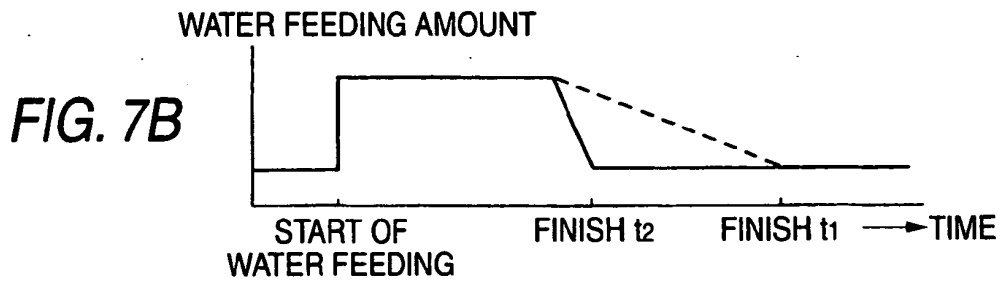 WATER FEEDING AMOUNT
FIG. 7B
START OF
WATER FEEDING
FINISH t2
FINISH t1
TIME